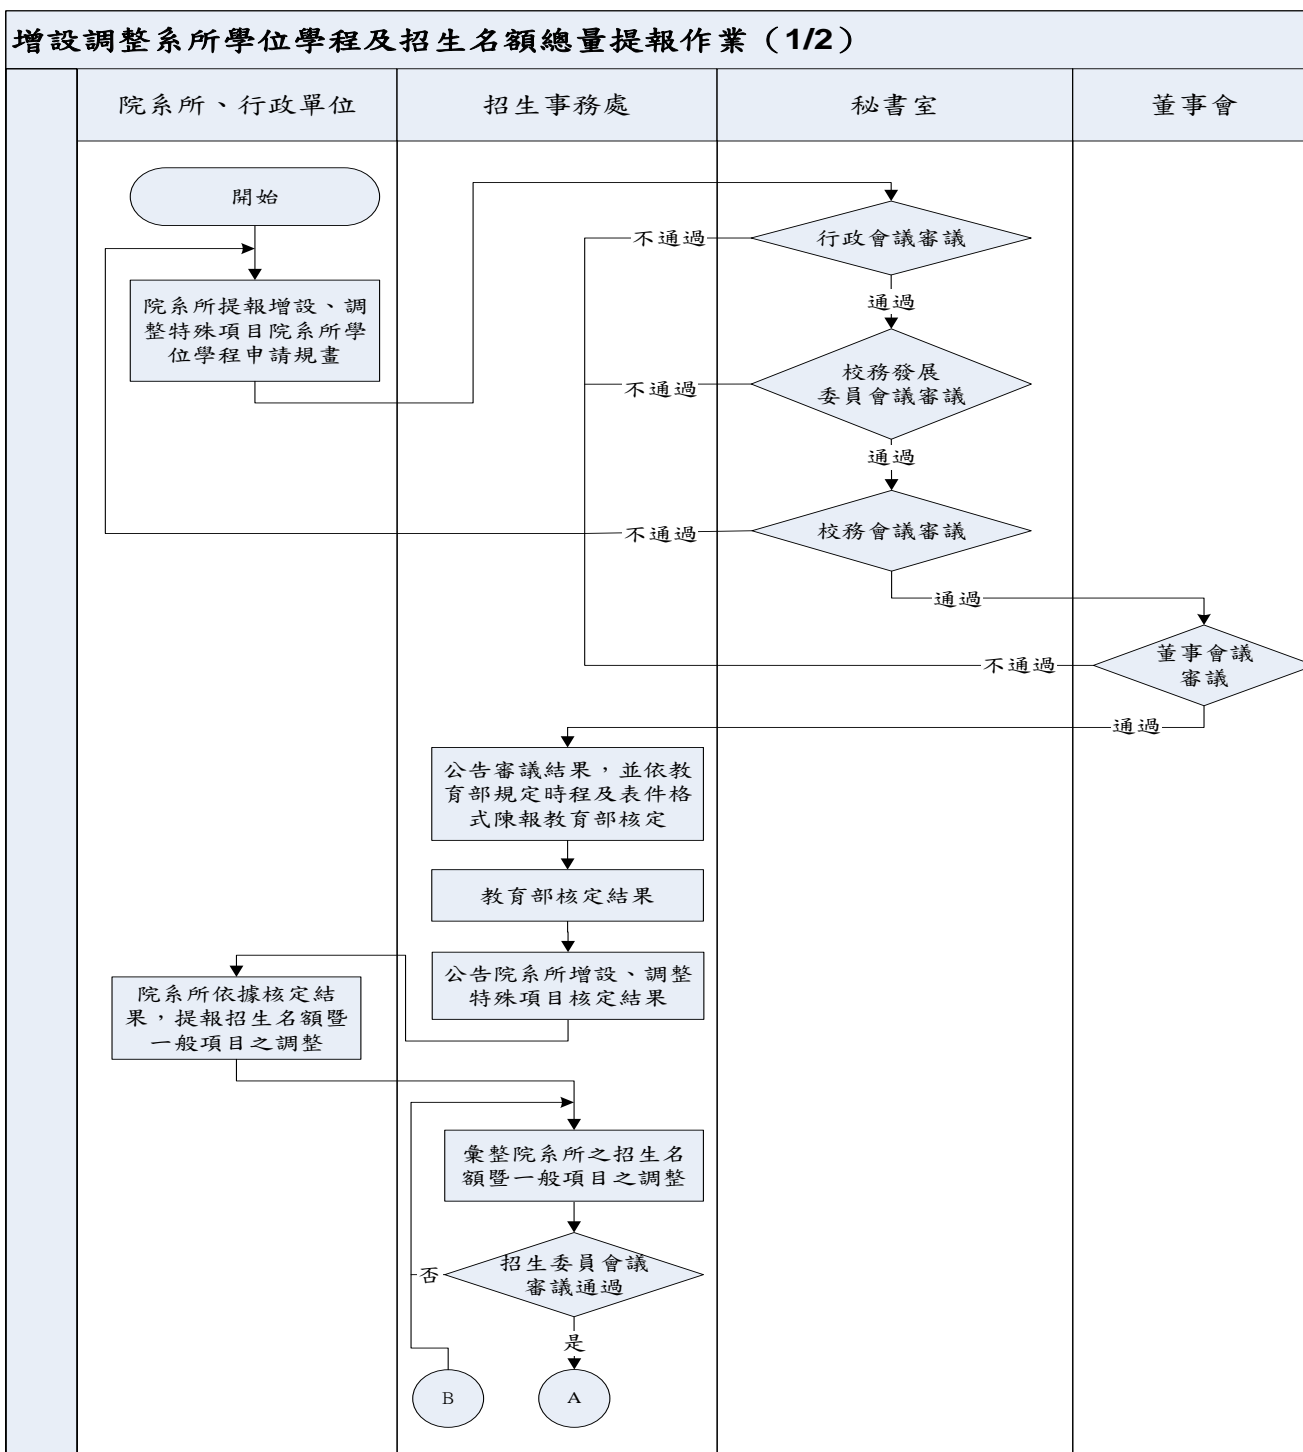 增設調整系所學位學程及招生名額總量提報作業（1/2）
院系所、行政單位
招生事務處
秘書室
董事會
開始
院系所提報增設、調
整特殊項目院系所學
位學程申請規畫
不通過
行政會議審議
通過
不通過
校務發展
委員會議審議
通過
不通過
校務會議審議
通過
不通過
董事會議
審議
通過
公告審議結果，並依教
育部規定時程及表件格
式陳報教育部核定
教育部核定結果
公告院系所增設、調整
特殊項目核定結果
院系所依據核定結
果，提報招生名額暨
一般項目之調整
彙整院系所之招生名
額暨一般項目之調整
否
招生委員會議
審議通過
是
B
A